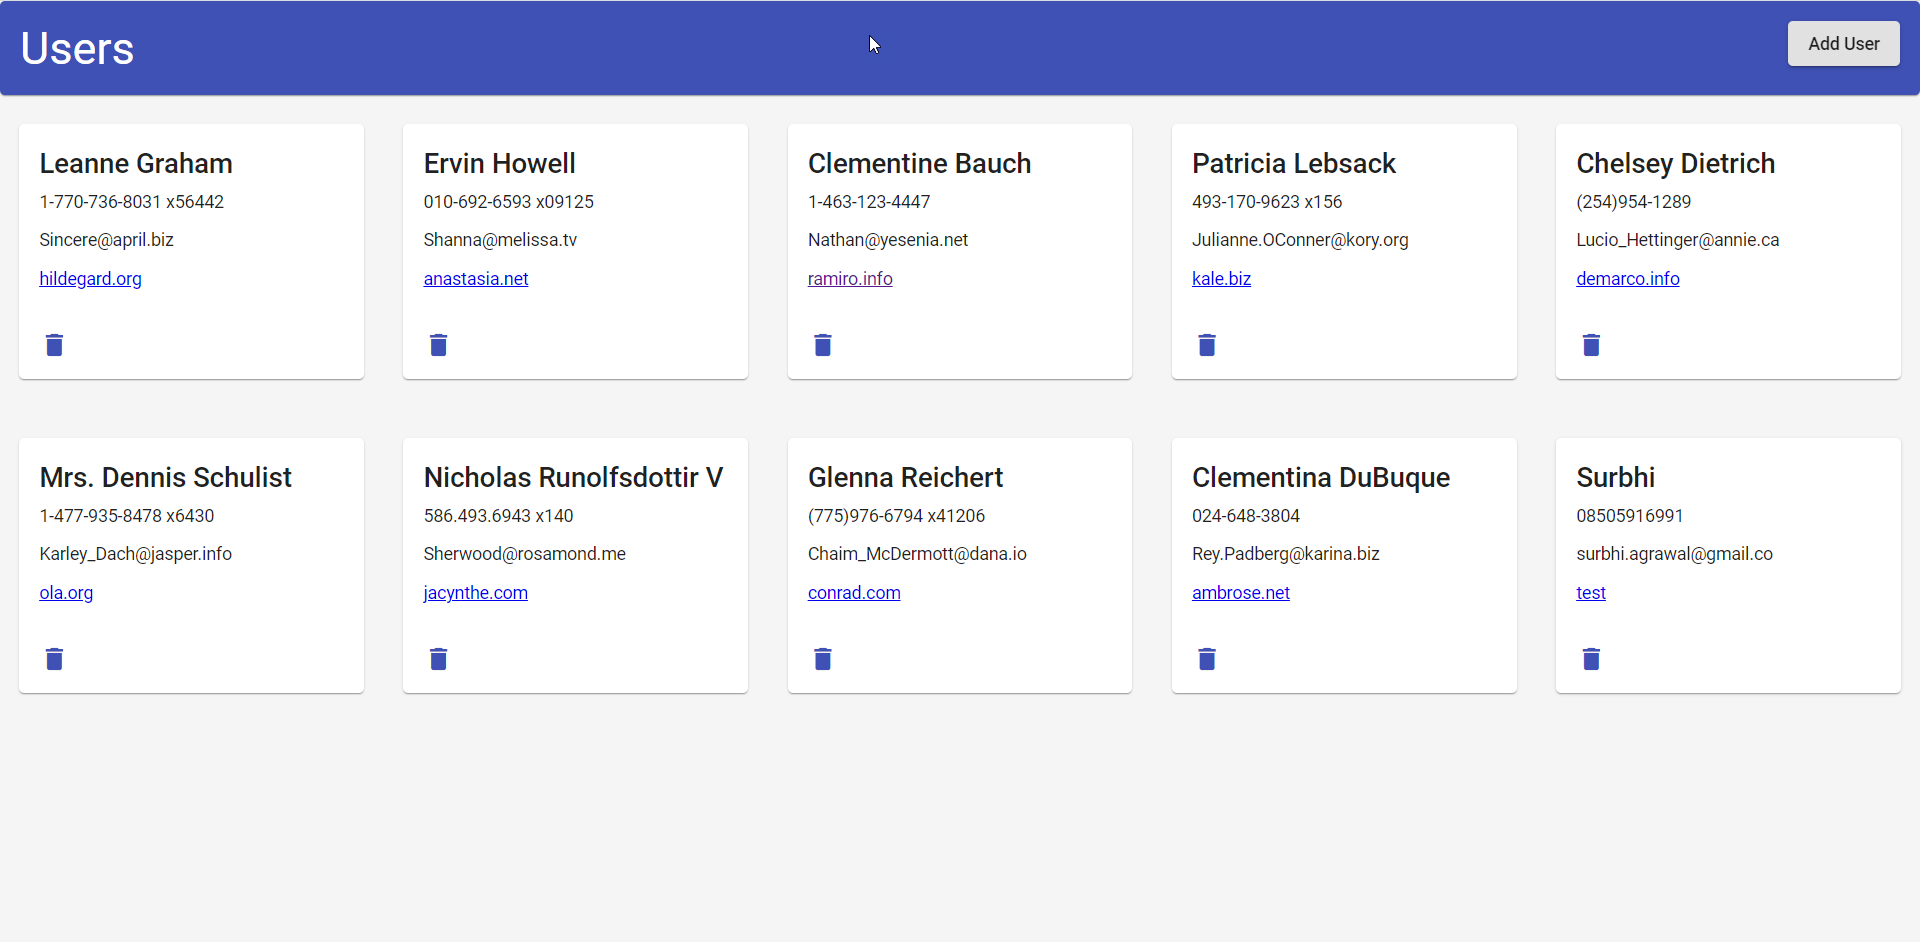 Users
Add User
Leanne Graham
1-770-736-8031 x56442
Sincere@april.biz
hildegard.org
Ervin Howell
010-692-6593 x09125
Shanna@melissa.tv
anastasia.net
Clementine Bauch
1-463-123-4447
Nathan@yesenia.net
ramiro.info
Patricia Lebsack
493-170-9623 x156
Julianne.OConner@kory.org
kale.biz
Chelsey Dietrich
(254)954-1289
Lucio_Hettinger@annie.ca
demarco.info
Mrs. Dennis Schulist
1-477-935-8478 x6430
Karley_Dach@jasper.info
ola.org
Nicholas Runolfsdottir V
586.493.6943 x140
Sherwood@rosamond.me
jacynthe.com
Glenna Reichert
(775)976-6794 x41206
Chaim_McDermott@dana.io
conrad.com
Clementina DuBuque
024-648-3804
Rey.Padberg@karina.biz
ambrose.net
Surbhi
08505916991
surbhi.agrawal@gmail.co
test